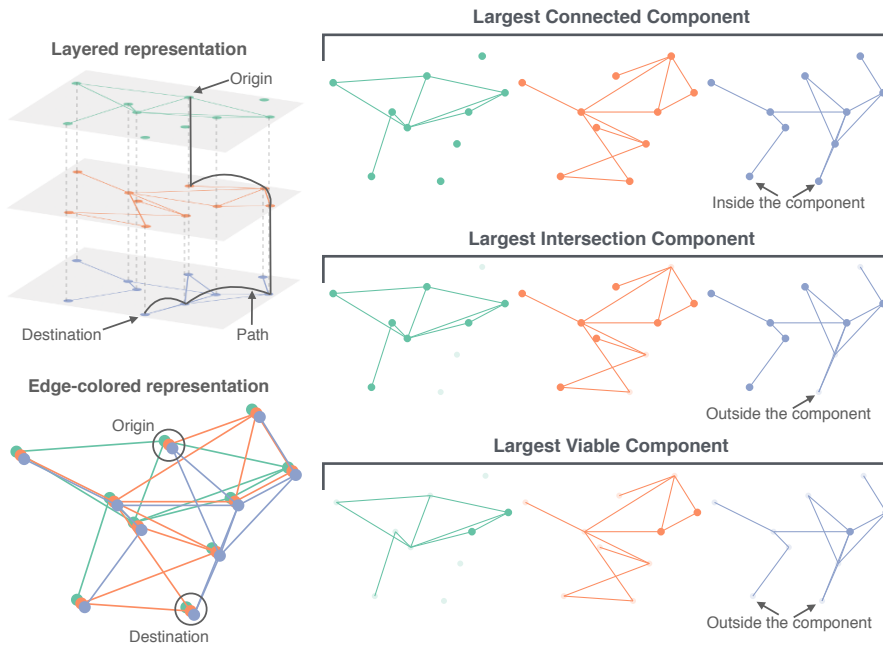 Layered representation
Origin
Destination
Path
Edge-colored representation
Origin
Destination
Largest Connected Component
Inside the component
Largest Intersection Component
Outside the component
Largest Viable Component
Outside the component